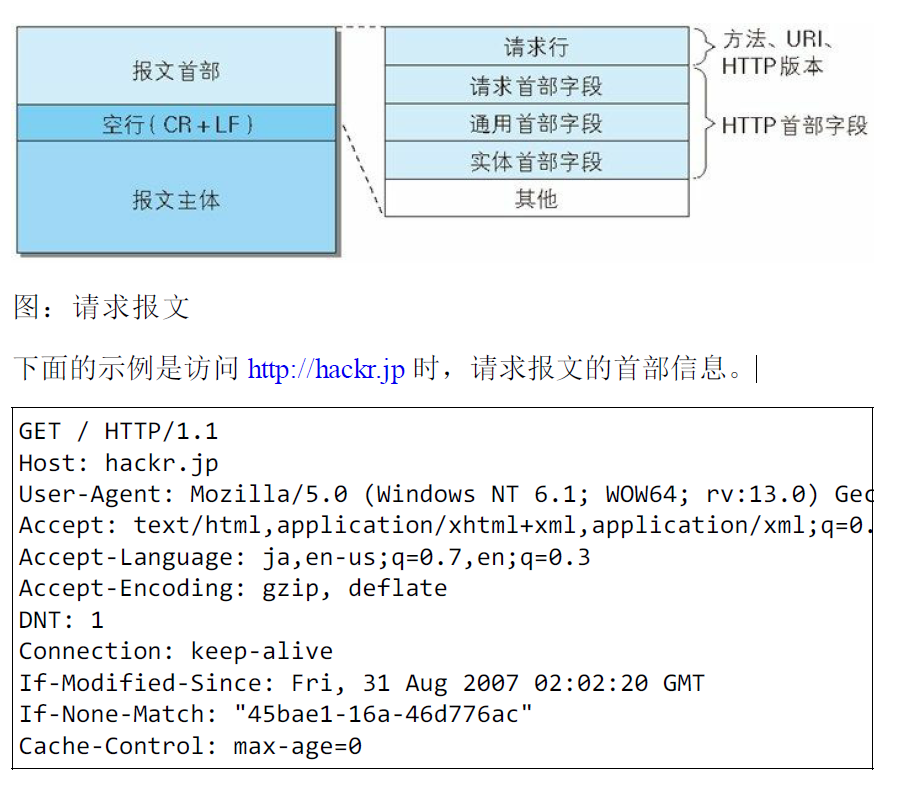 报文首部
空行(CR+LF)
报文主体
请求行
请求首部字段
通用首部字段
实体首部字段
其他
方法、URI、
HTTP版本
HTTP首部字段
图：请求报文
下面的示例是访问 http://hackr.jp 时，请求报文的首部信息。
GET / HTTP/1.1
Host: hackr.jp
User-Agent: Mozilla/5.0 (Windows NT 6.1; WOW64; rv:13.0) Gec
Accept: text/html,application/xhtml+xml,application/xml;q=0.
Accept-Language: ja,en-us;q=0.7,en;q=0.3
Accept-Encoding: gzip, deflate
DNT: 1
Connection: keep-alive
If-Modified-Since: Fri, 31 Aug 2007 02:02:20 GMT
If-None-Match: "45bae1-16a-46d776ac"
Cache-Control: max-age=0